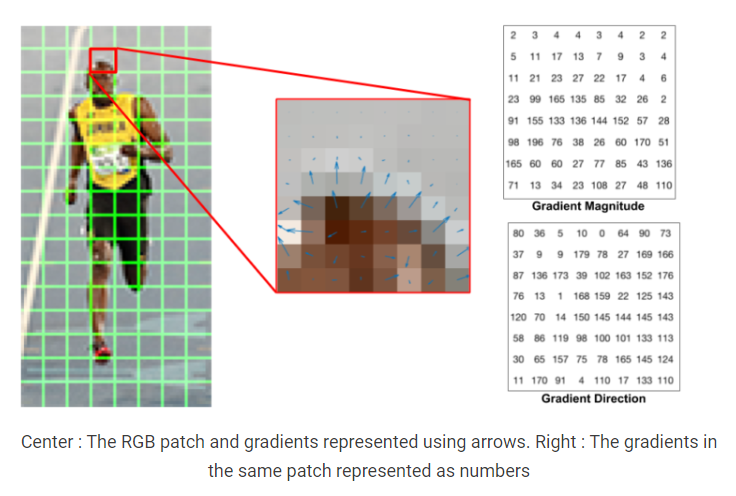 2 3 4 4 3 4 2 2
5 11 17 13 7 9 3 4
11 21 23 27 22 17 4 6
23 99 165 135 85 32 26 2
91 155 133 136 144 152 57 28
98 196 76 38 26 60 170 51
165 60 60 27 77 85 43 136
71 13 34 23 108 27 48 110
Gradient Magnitude
80 36 5 10 0 64 90 73
37 9 9 179 78 27 169 166
87 136 173 39 102 163 152 176
76 13 1 168 159 22 125 143
120 70 14 150 145 144 145 143
58 86 119 98 100 101 133 113
30 65 157 75 78 165 145 124
11 170 91 4 110 17 133 110
Gradient Direction
Center : The RGB patch and gradients represented using arrows. Right : The gradients in
the same patch represented as numbers